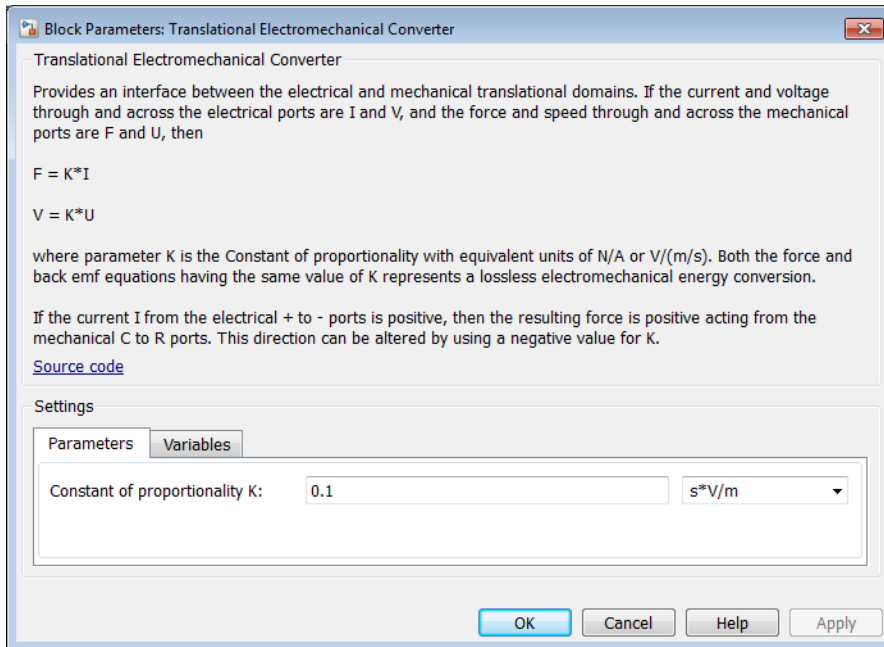 Block Parameters: Translational Electromechanical Converter
Translational Electromechanical Converter
Provides an interface between the electrical and mechanical translational domains. If the current and voltage
through and across the electrical ports are I and V, and the force and speed through and across the mechanical
ports are F and U, then
F = K*I
V = K*U
where parameter K is the Constant of proportionality with equivalent units of N/A or V/(m/s). Both the force and
back emf equations having the same value of K represents a lossless electromechanical energy conversion.
If the current I from the electrical + to - ports is positive, then the resulting force is positive acting from the
mechanical C to R ports. This direction can be altered by using a negative value for K.
Source code
Settings
Parameters Variables
Constant of proportionality K: 0.1 s*V/m
OK Cancel Help Apply